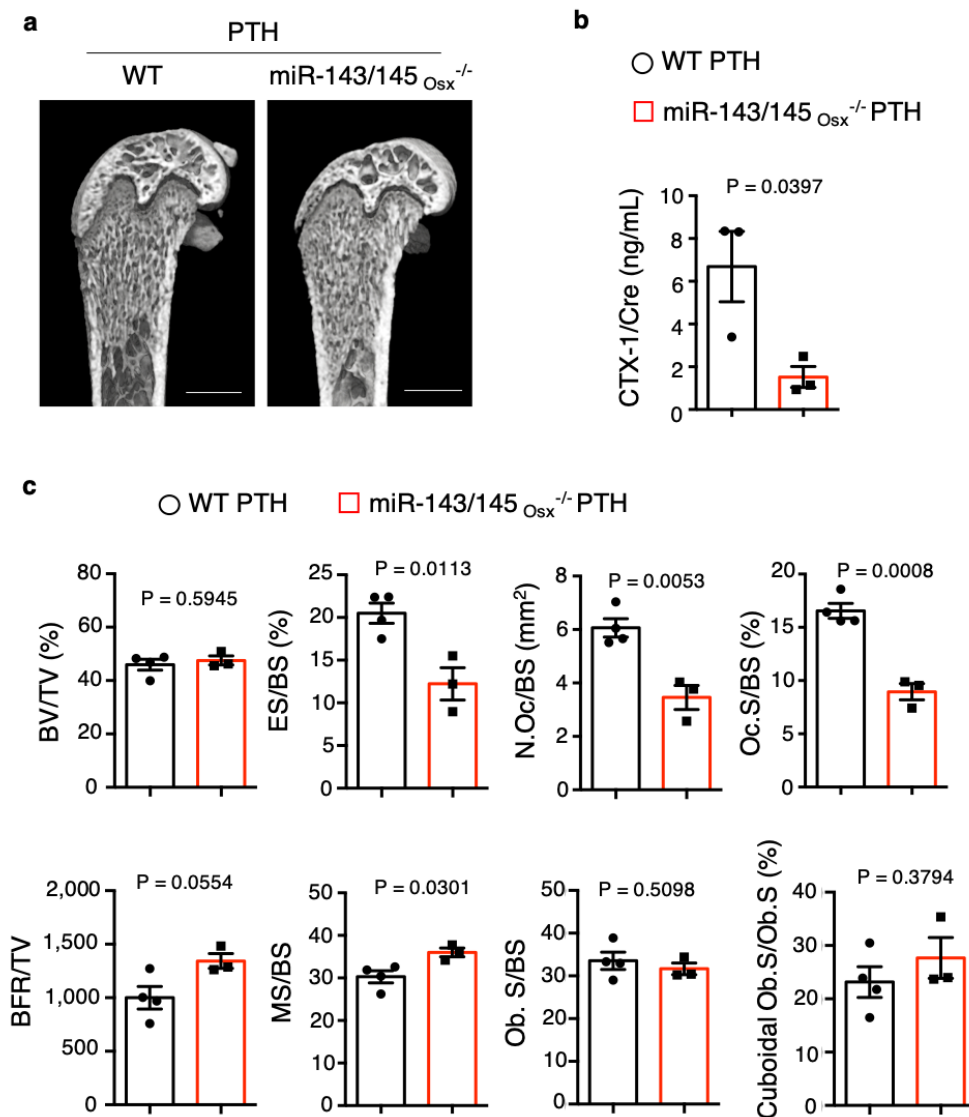 a
PTH
WT
miR-143/145 Osx-/-
b
WT PTH
miR-143/145 Osx-/- PTH
P = 0.0397
CTX-1/Cre (ng/mL)
10
8
6
4
2
0
c
WT PTH
miR-143/145 Osx-/- PTH
P = 0.5945
BV/TV (%)
80
60
40
20
0
P = 0.0113
ES/BS (%)
25
20
15
10
5
0
P = 0.0053
N.Oc/BS (mm²)
8
6
4
2
0
P = 0.0008
Oc.S/BS (%)
20
15
10
5
0
P = 0.0554
BFR/TV
2,000
1,500
1,000
500
0
P = 0.0301
MS/BS
50
40
30
20
10
0
P = 0.5098
Ob. S/BS
50
40
30
20
10
0
P = 0.3794
Cuboidal Ob.S/Ob.S (%)
40
30
20
10
0